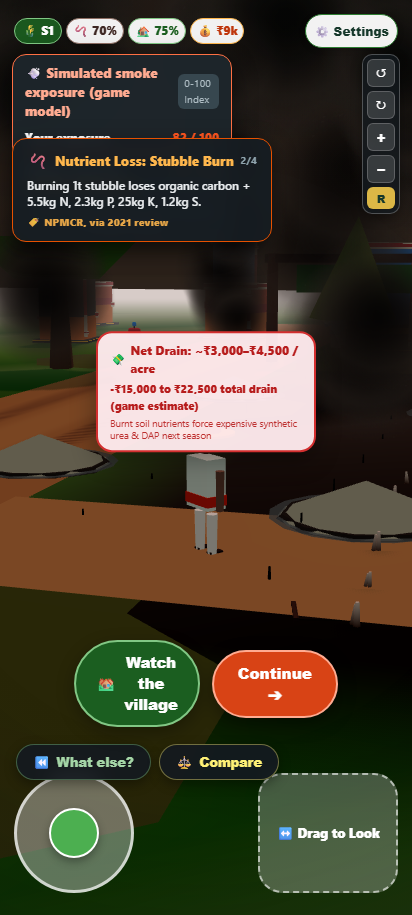 S1
70%
75%
₹9k
Settings
Simulated smoke
exposure (game
model)
0-100
Index
Your exposure 82 / 100
Nutrient Loss: Stubble Burn 2/4
Burning 1t stubble loses organic carbon +
5.5kg N, 2.3kg P, 25kg K, 1.2kg S.
NPMCR, via 2021 review
↺
↻
+
−
R
Net Drain: ~₹3,000–₹4,500 /
acre
-₹15,000 to ₹22,500 total drain
(game estimate)
Burnt soil nutrients force expensive synthetic
urea & DAP next season
Watch
the
village
Continue
➔
What else?
Compare
Drag to Look